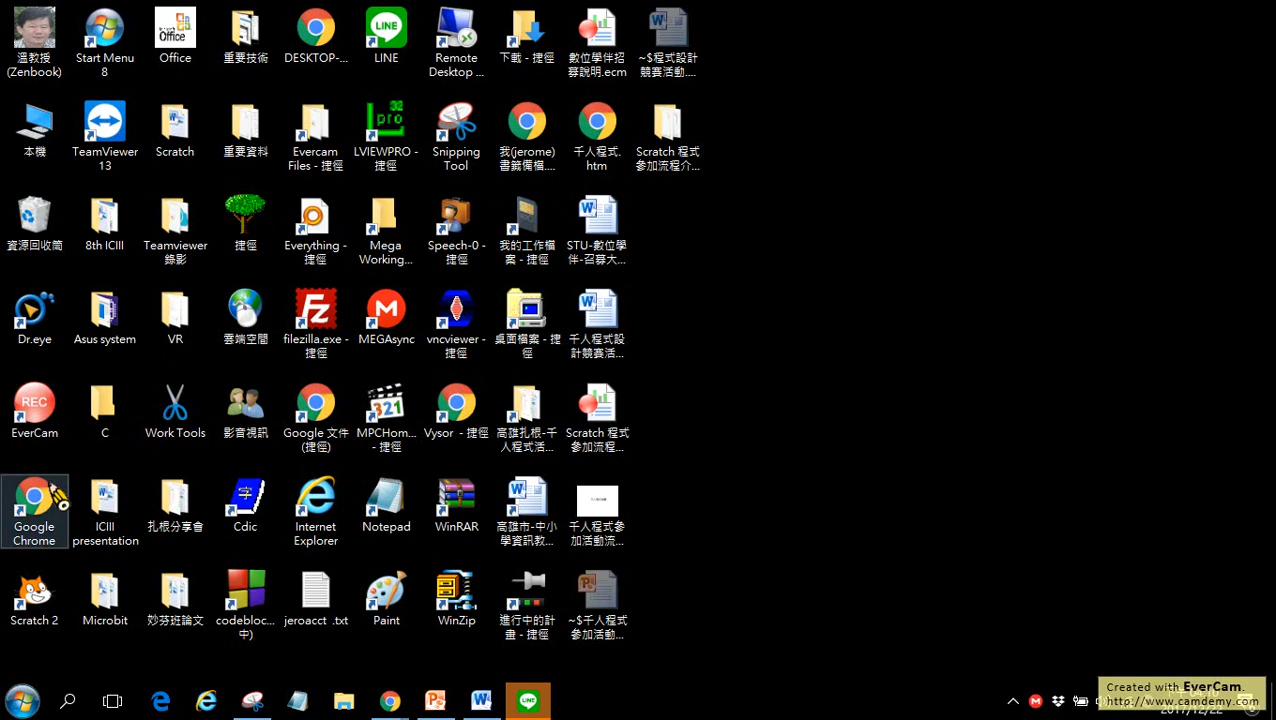 溫教授
(Zenbook)
Start Menu
8
Office
重要技術
DESKTOP-...
LINE
Remote
Desktop ...
下載 - 捷徑
數位學伴招
募說明.ecm
~$程式設計
競賽活動....
本機
TeamViewer
13
Scratch
重要資料
Evercam
Files - 捷徑
LVIEWPRO -
捷徑
Snipping
Tool
我(jerome)
書籤備檔....
千人程式.
htm
Scratch 程式
參加流程介...
資源回收筒
8th ICIII
Teamviewer
錄影
捷徑
Everything -
捷徑
Mega
Working...
Speech-0 -
捷徑
我的工作檔
案 - 捷徑
STU-數位學
伴-召募大...
Dr.eye
Asus system
VR
雲端空間
filezilla.exe -
捷徑
MEGAsync
vncviewer -
捷徑
桌面檔案 - 捷
徑
千人程式設
計競賽活...
REC
EverCam
C
Work Tools
影音視訊
Google 文件
(捷徑)
321
MPCHom...
- 捷徑
Vysor - 捷徑
高雄扎根-千
人程式活...
Scratch 程式
參加流程...
Google
Chrome
ICIII
presentation
扎根分享會
Cdic
Internet
Explorer
Notepad
WinRAR
高雄市-中小
學資訊教...
千人程式參
加活動流...
Scratch 2
Microbit
妙芬班論文
codebloc...
中)
jeroacct .txt
Paint
WinZip
進行中的計
畫 - 捷徑
~$千人程式
參加活動...
Created with EverCam.
http://www.camdemy.com
2017/12/22